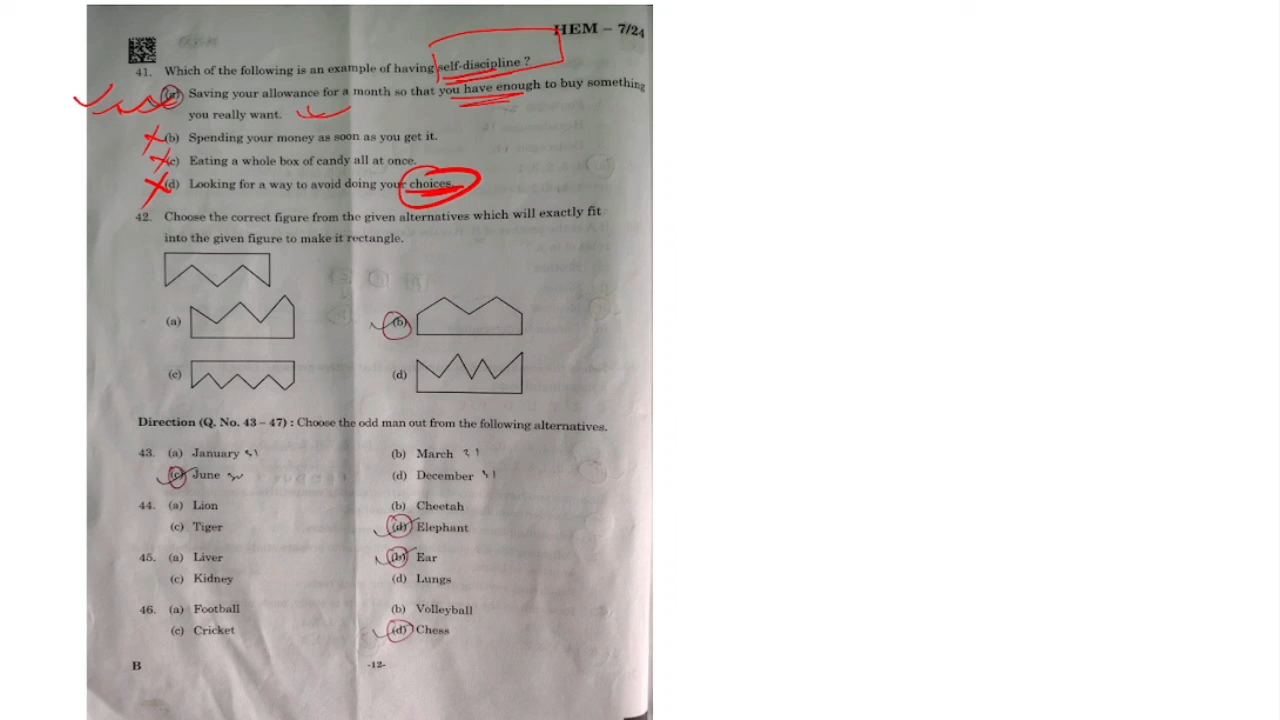 HEM – 7/24
41. Which of the following is an example of having self-discipline ?
(a) Saving your allowance for a month so that you have enough to buy something
you really want.
(b) Spending your money as soon as you get it.
(c) Eating a whole box of candy all at once.
(d) Looking for a way to avoid doing your choices.
42. Choose the correct figure from the given alternatives which will exactly fit
into the given figure to make it rectangle.
(a) (b)
(c) (d)
Direction (Q. No. 43 – 47) : Choose the odd man out from the following alternatives.
43. (a) January 31 (b) March 31
(c) June 30 (d) December 31
44. (a) Lion (b) Cheetah
(c) Tiger (d) Elephant
45. (a) Liver (b) Ear
(c) Kidney (d) Lungs
46. (a) Football (b) Volleyball
(c) Cricket (d) Chess
B -12-